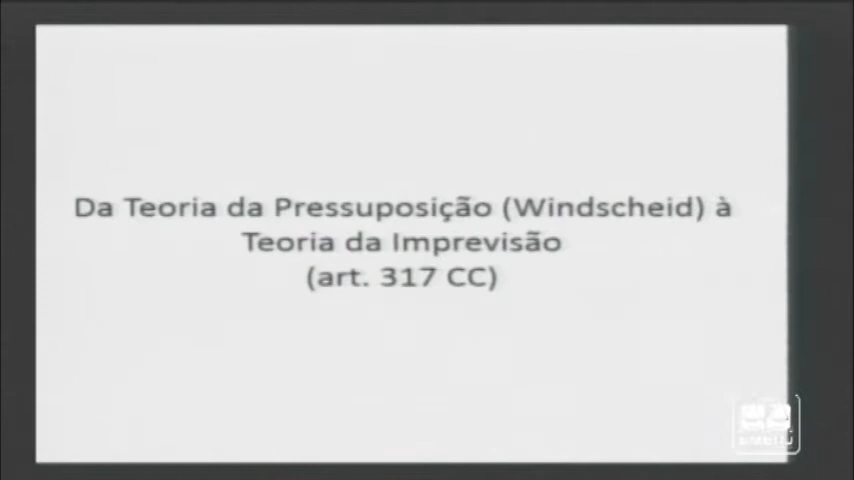 Da Teoria da Pressuposição (Windscheid) à
Teoria da Imprevisão
(art. 317 CC)